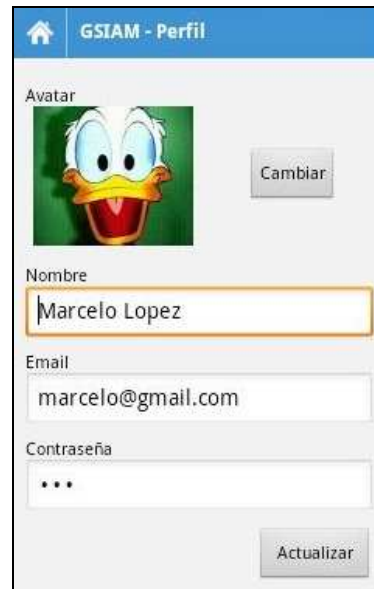 GSIAM - Perfil
Avatar
Cambiar
Nombre
Marcelo Lopez
Email
marcelo@gmail.com
Contraseña
•••
Actualizar